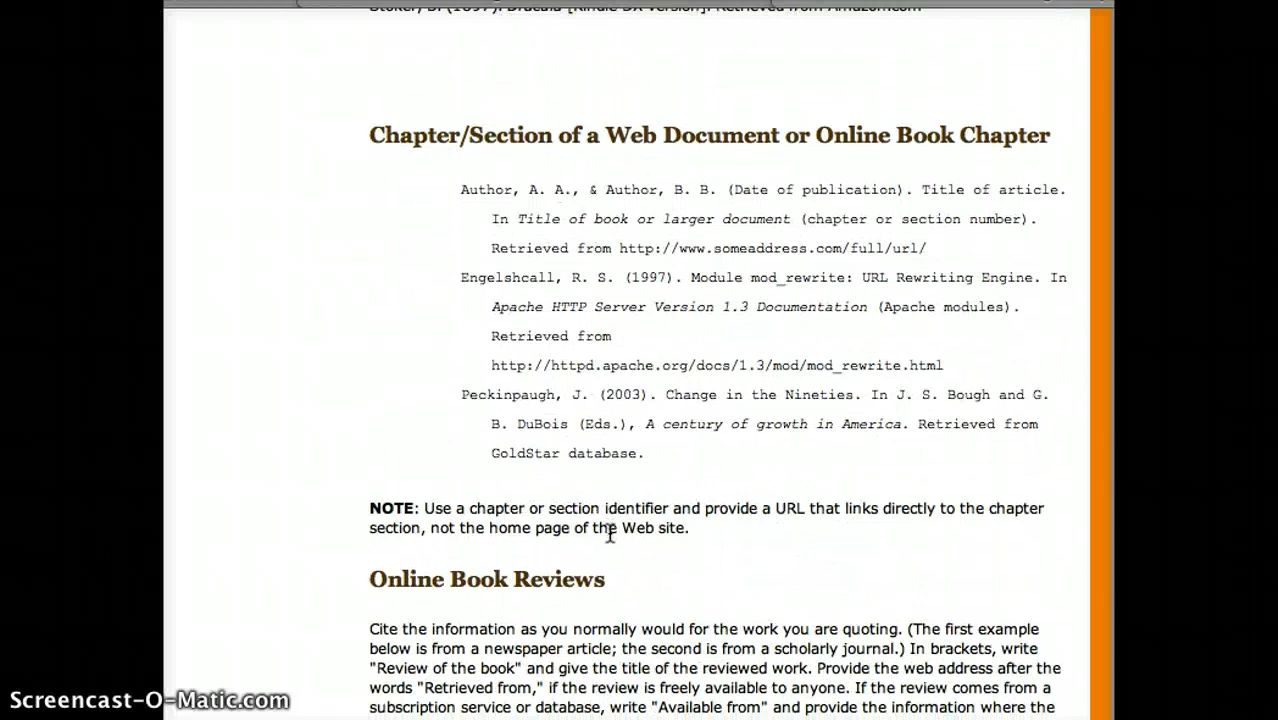 Stoker, B. (1897). Dracula [Kindle DX version]. Retrieved from Amazon.com
Chapter/Section of a Web Document or Online Book Chapter
Author, A. A., & Author, B. B. (Date of publication). Title of article.
In Title of book or larger document (chapter or section number).
Retrieved from http://www.someaddress.com/full/url/
Engelshcall, R. S. (1997). Module mod_rewrite: URL Rewriting Engine. In
Apache HTTP Server Version 1.3 Documentation (Apache modules).
Retrieved from
http://httpd.apache.org/docs/1.3/mod/mod_rewrite.html
Peckinpaugh, J. (2003). Change in the Nineties. In J. S. Bough and G.
B. DuBois (Eds.), A century of growth in America. Retrieved from
GoldStar database.
NOTE: Use a chapter or section identifier and provide a URL that links directly to the chapter
section, not the home page of the Web site.
Online Book Reviews
Cite the information as you normally would for the work you are quoting. (The first example
below is from a newspaper article; the second is from a scholarly journal.) In brackets, write
"Review of the book" and give the title of the reviewed work. Provide the web address after the
words "Retrieved from," if the review is freely available to anyone. If the review comes from a
subscription service or database, write "Available from" and provide the information where the
Screencast-O-Matic.com